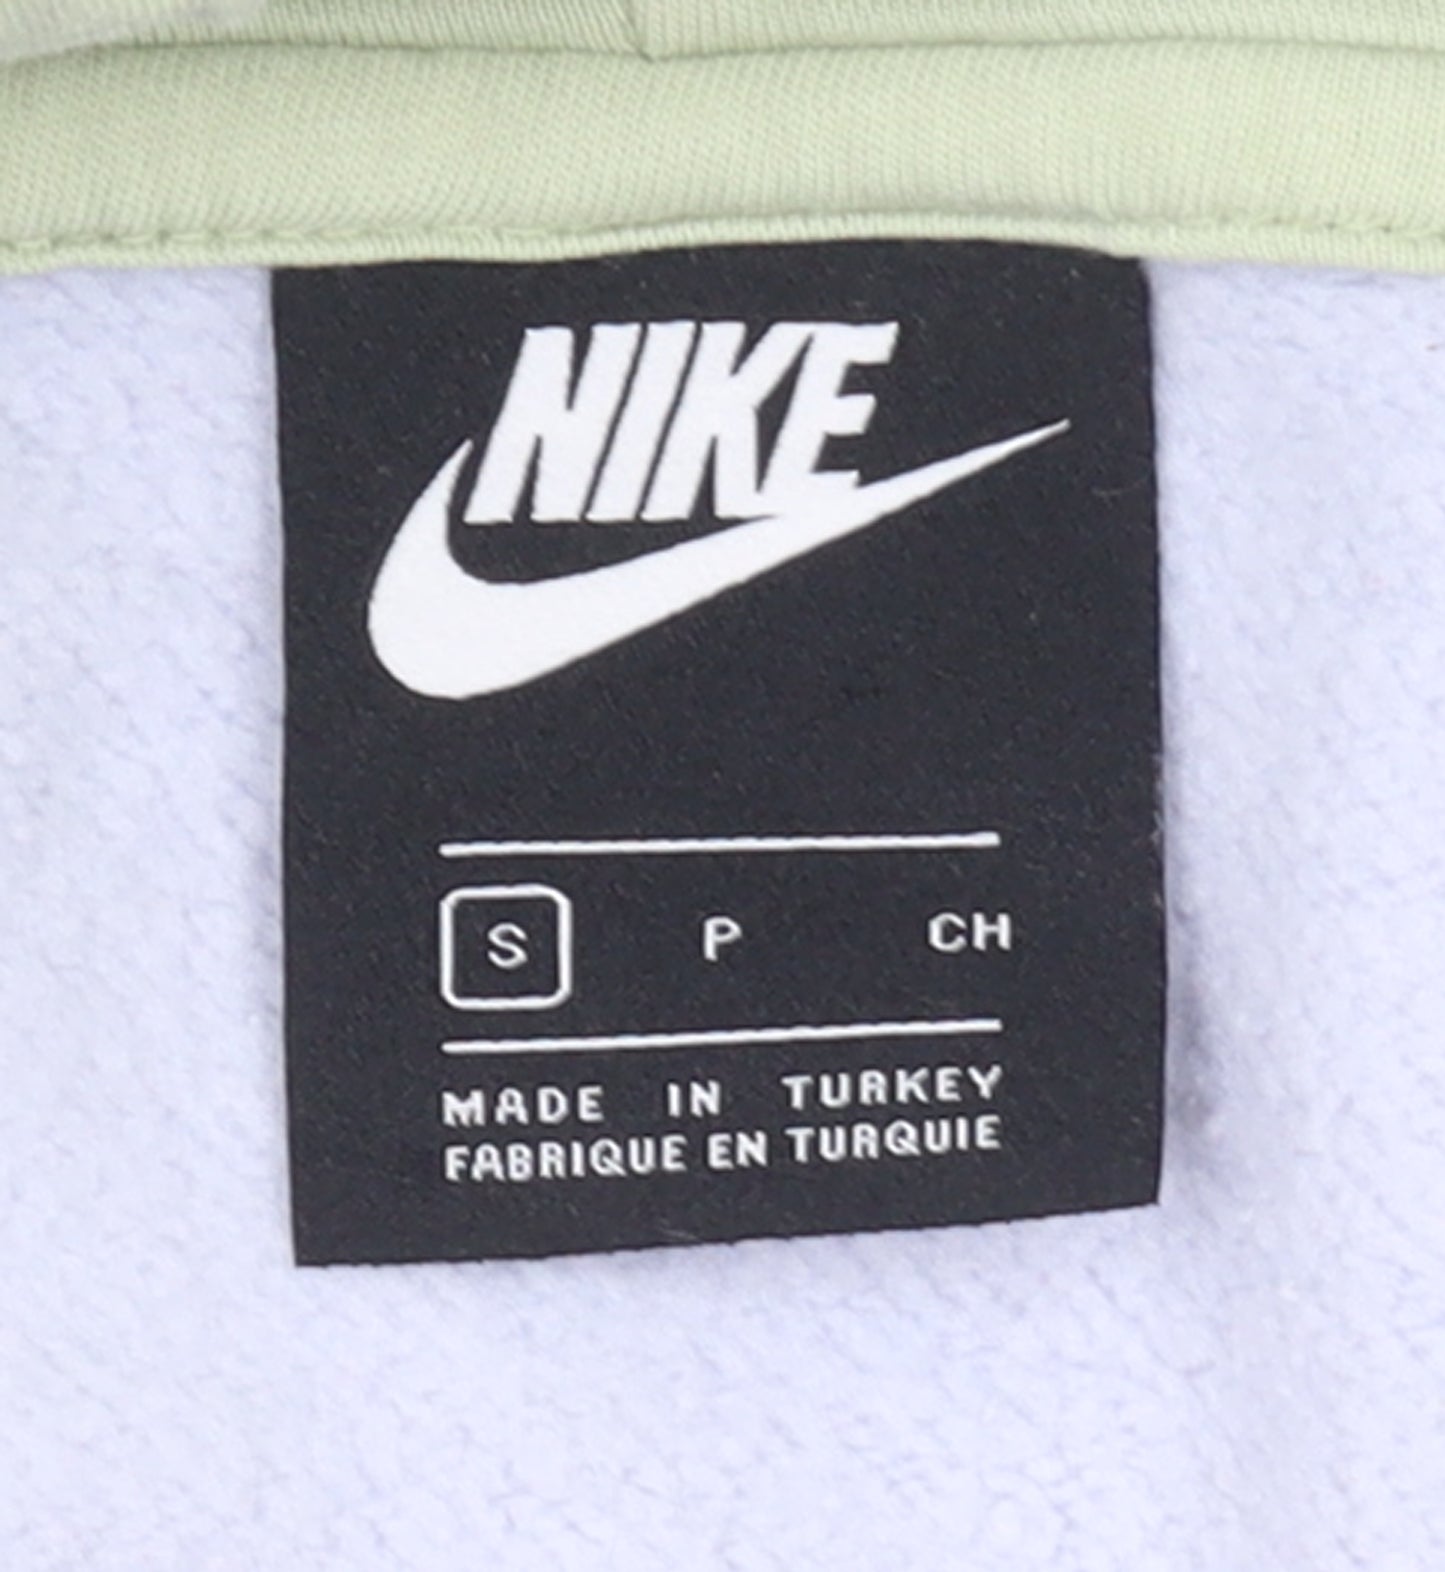 NIKE
S P CH
MADE IN TURKEY
FABRIQUE EN TURQUIE